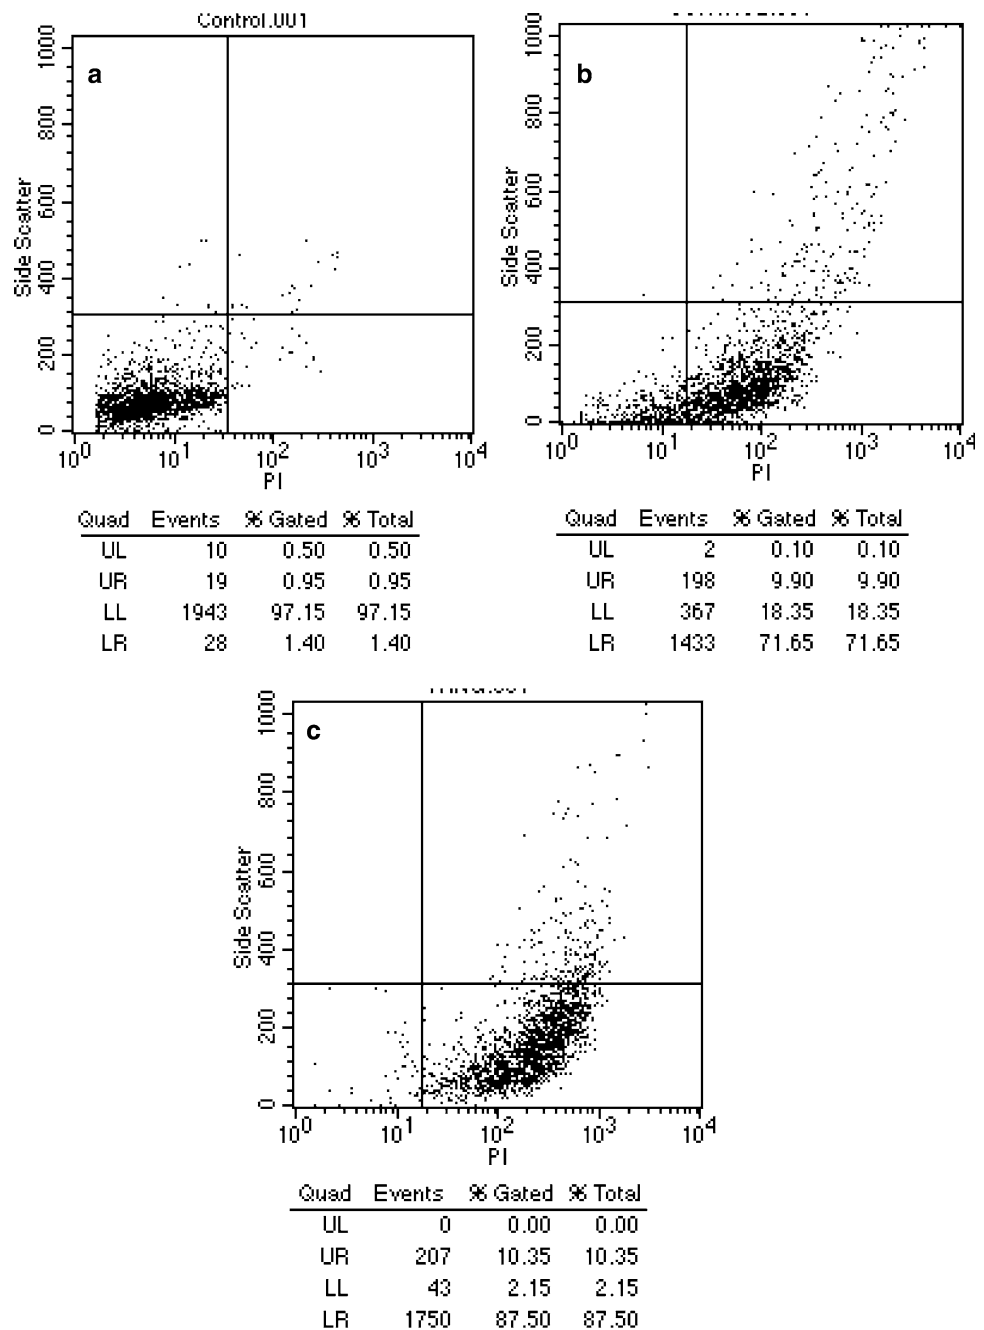 Control.001
a
b
Side Scatter
1000
800
600
400
200
0
10^0 10^1 10^2 10^3 10^4
PI
Side Scatter
1000
800
600
400
200
0
10^0 10^1 10^2 10^3 10^4
PI
Quad Events % Gated % Total
UL 10 0.50 0.50
UR 19 0.95 0.95
LL 1943 97.15 97.15
LR 28 1.40 1.40
Quad Events % Gated % Total
UL 2 0.10 0.10
UR 198 9.90 9.90
LL 367 18.35 18.35
LR 1433 71.65 71.65
c
Side Scatter
1000
800
600
400
200
0
10^0 10^1 10^2 10^3 10^4
PI
Quad Events % Gated % Total
UL 0 0.00 0.00
UR 207 10.35 10.35
LL 43 2.15 2.15
LR 1750 87.50 87.50